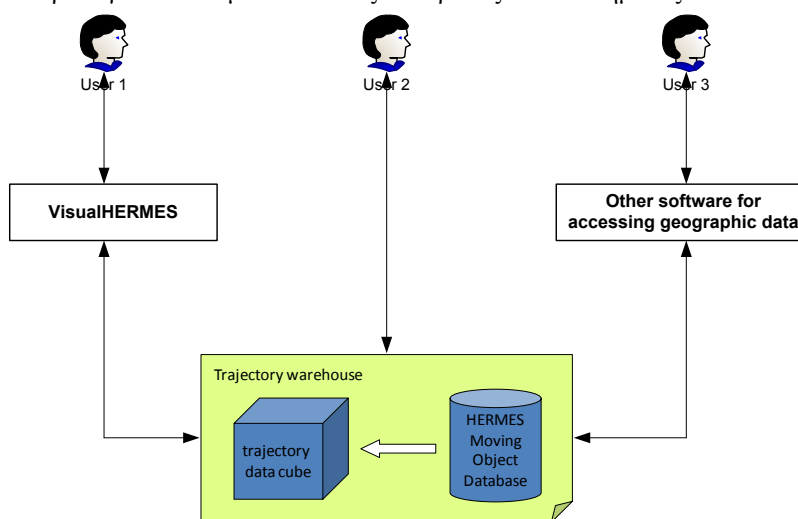 User 1
User 2
User 3
VisualHERMES
Other software for
accessing geographic data
Trajectory warehouse
trajectory
data cube
HERMES
Moving
Object
Database